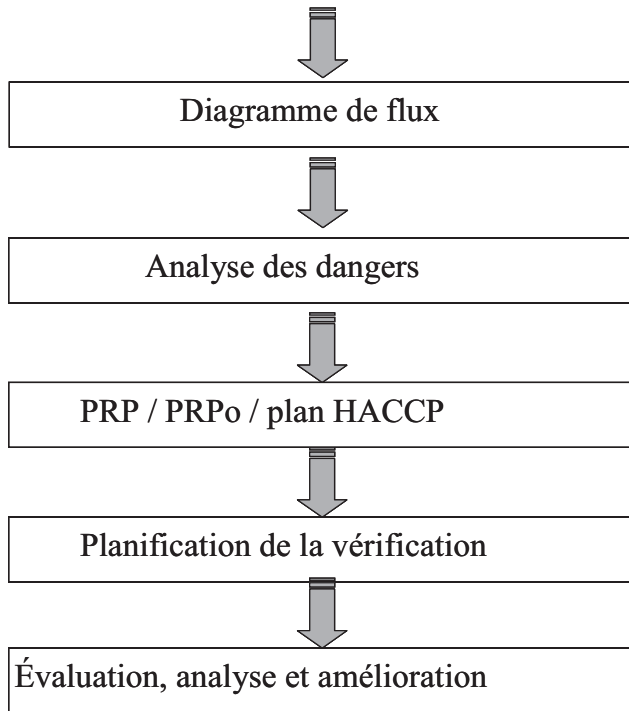 Diagramme de flux
Analyse des dangers
PRP / PRPo / plan HACCP
Planification de la vérification
Évaluation, analyse et amélioration